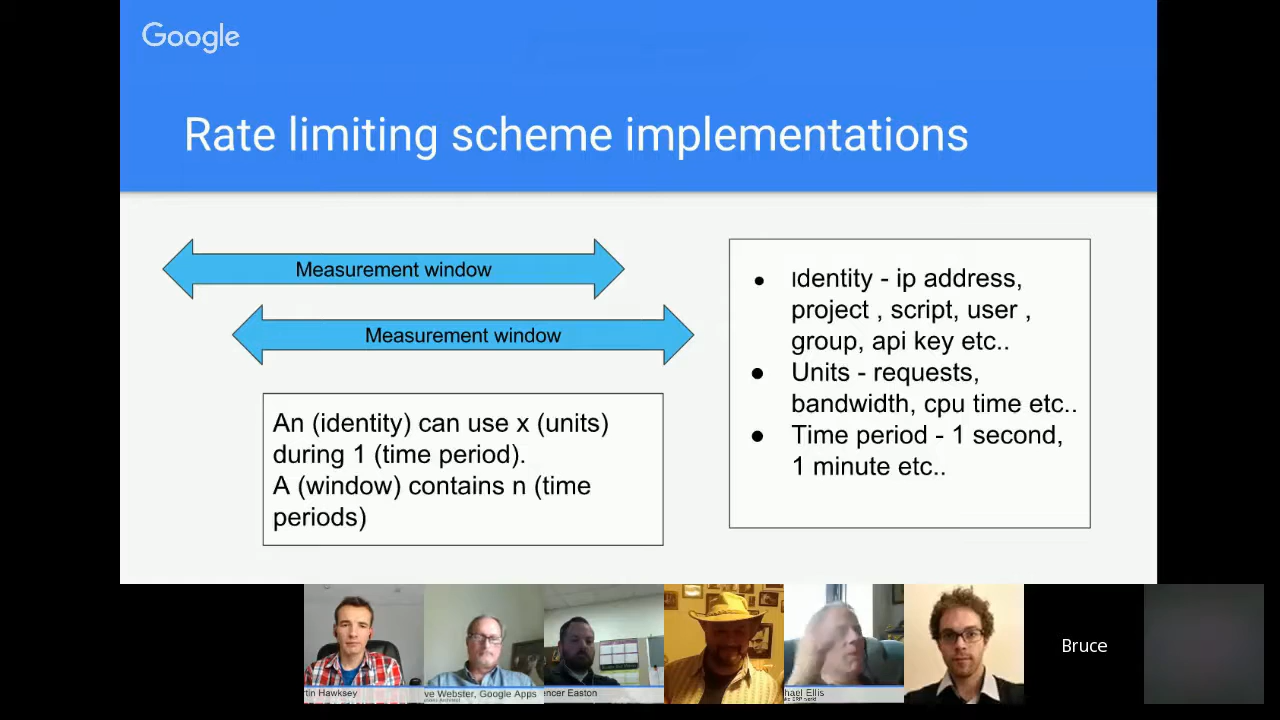 Google
Rate limiting scheme implementations
Measurement window
Measurement window
An (identity) can use x (units)
during 1 (time period).
A (window) contains n (time
periods)
● Identity - ip address,
project , script, user ,
group, api key etc..
● Units - requests,
bandwidth, cpu time etc..
● Time period - 1 second,
1 minute etc..
tin Hawksey
ve Webster, Google Apps
encer Easton
hael Ellis
Bruce